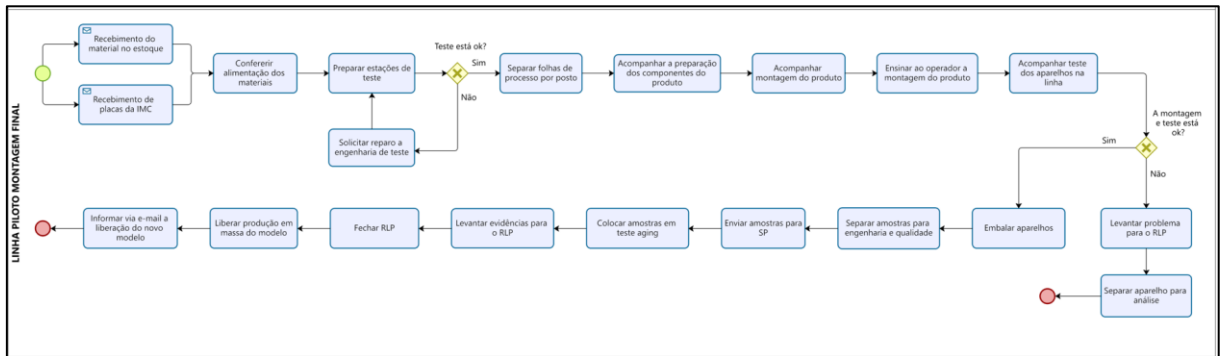 LINHA PILOTO MONTAGEM FINAL
Recebimento do
material no estoque
Recebimento de
placas da IMC
Confererir
alimentação dos
materiais
Preparar estações de
teste
Teste está ok?
Sim
Não
Solicitar reparo a
engenharia de teste
Separar folhas de
processo por posto
Acompanhar a preparação
dos componentes do
produto
Acompanhar
montagem do produto
Ensinar ao operador a
montagem do produto
Acompanhar teste
dos aparelhos na
linha
A montagem
e teste está
ok?
Sim
Não
Levantar problema
para o RLP
Separar aparelho para
análise
Embalar aparelhos
Separar amostras para
engenharia e qualidade
Enviar amostras para
SP
Colocar amostras em
teste aging
Levantar evidências para
o RLP
Fechar RLP
Liberar produção em
massa do modelo
Informar via e-mail a
liberação do novo
modelo